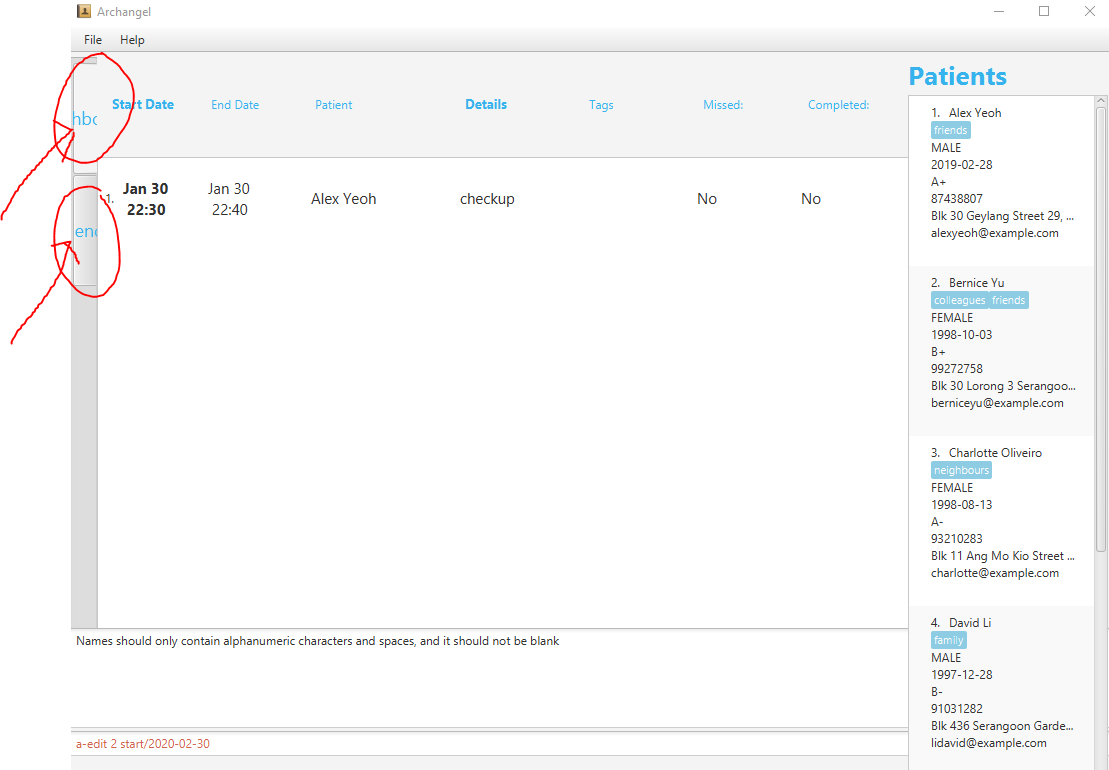 Archangel
File Help
hbo
end
Start Date End Date Patient Details Tags Missed: Completed:
1. Jan 30 22:30 Jan 30 22:40 Alex Yeoh checkup No No
Names should only contain alphanumeric characters and spaces, and it should not be blank
a-edit 2 start/2020-02-30
Patients
1. Alex Yeoh
friends
MALE
2019-02-28
A+
87438807
Blk 30 Geylang Street 29, ...
alexyeoh@example.com
2. Bernice Yu
colleagues friends
FEMALE
1998-10-03
B+
99272758
Blk 30 Lorong 3 Serangoo...
berniceyu@example.com
3. Charlotte Oliveiro
neighbours
FEMALE
1998-08-13
A-
93210283
Blk 11 Ang Mo Kio Street ...
charlotte@example.com
4. David Li
family
MALE
1997-12-28
B-
91031282
Blk 436 Serangoon Garde...
lidavid@example.com